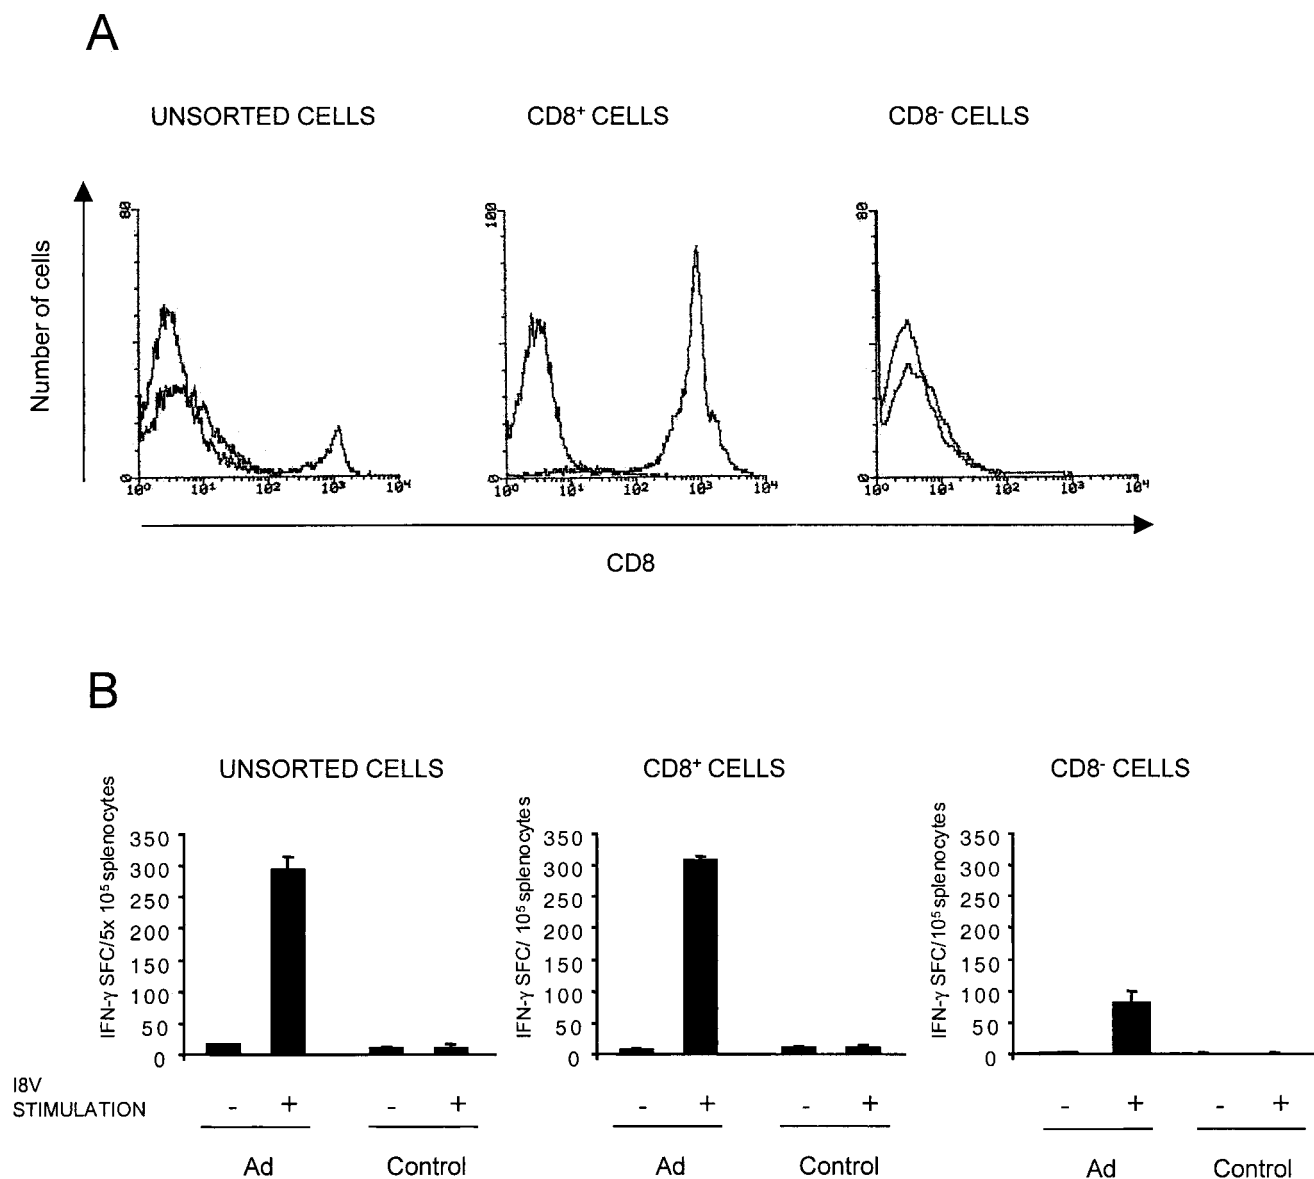 A
UNSORTED CELLS
CD8⁺ CELLS
CD8⁻ CELLS
Number of cells
80
0
10⁰ 10¹ 10² 10³ 10⁴
100
0
10⁰ 10¹ 10² 10³ 10⁴
80
0
10⁰ 10¹ 10² 10³ 10⁴
CD8
B
UNSORTED CELLS
CD8⁺ CELLS
CD8⁻ CELLS
IFN-γ SFC/5x 10⁵ splenocytes
350
300
250
200
150
100
50
0
IFN-γ SFC/ 10⁵ splenocytes
350
300
250
200
150
100
50
0
IFN-γ SFC/10⁵ splenocytes
350
300
250
200
150
100
50
0
I8V
STIMULATION
- + - +
- + - +
- + - +
Ad Control
Ad Control
Ad Control